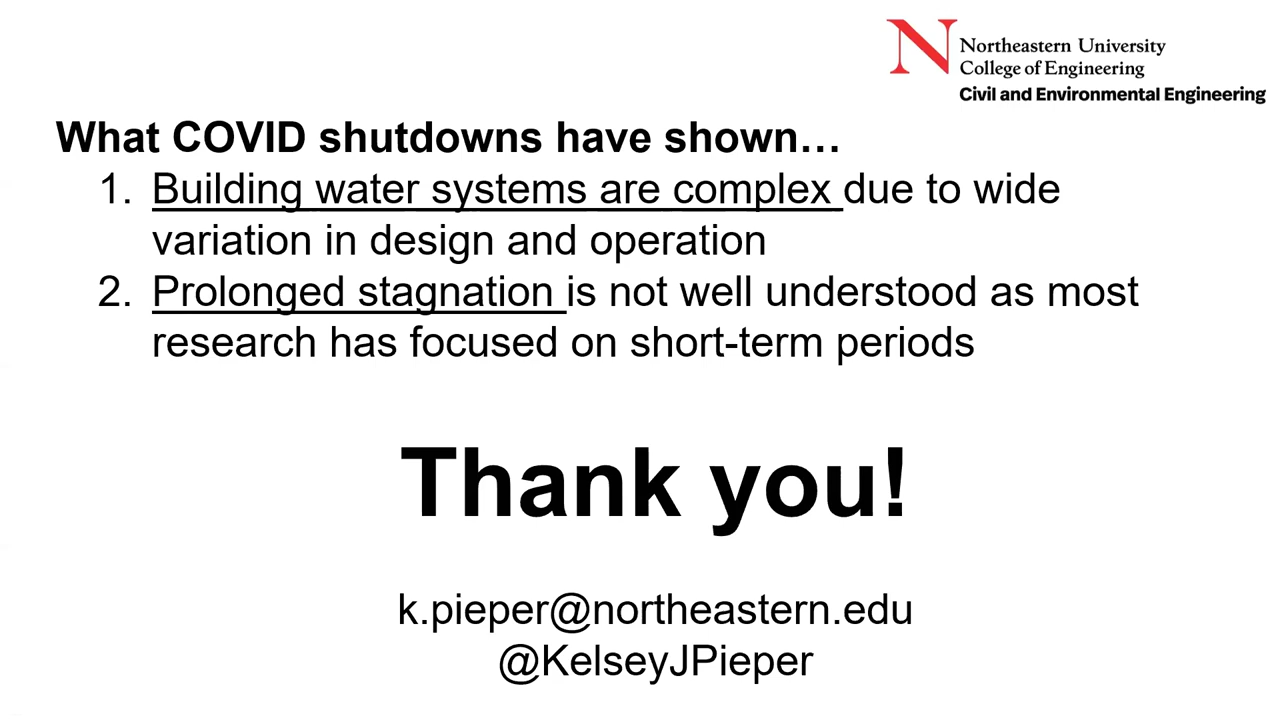 N Northeastern University
College of Engineering
Civil and Environmental Engineering
What COVID shutdowns have shown…
1. Building water systems are complex due to wide
variation in design and operation
2. Prolonged stagnation is not well understood as most
research has focused on short-term periods
Thank you!
k.pieper@northeastern.edu
@KelseyJPieper